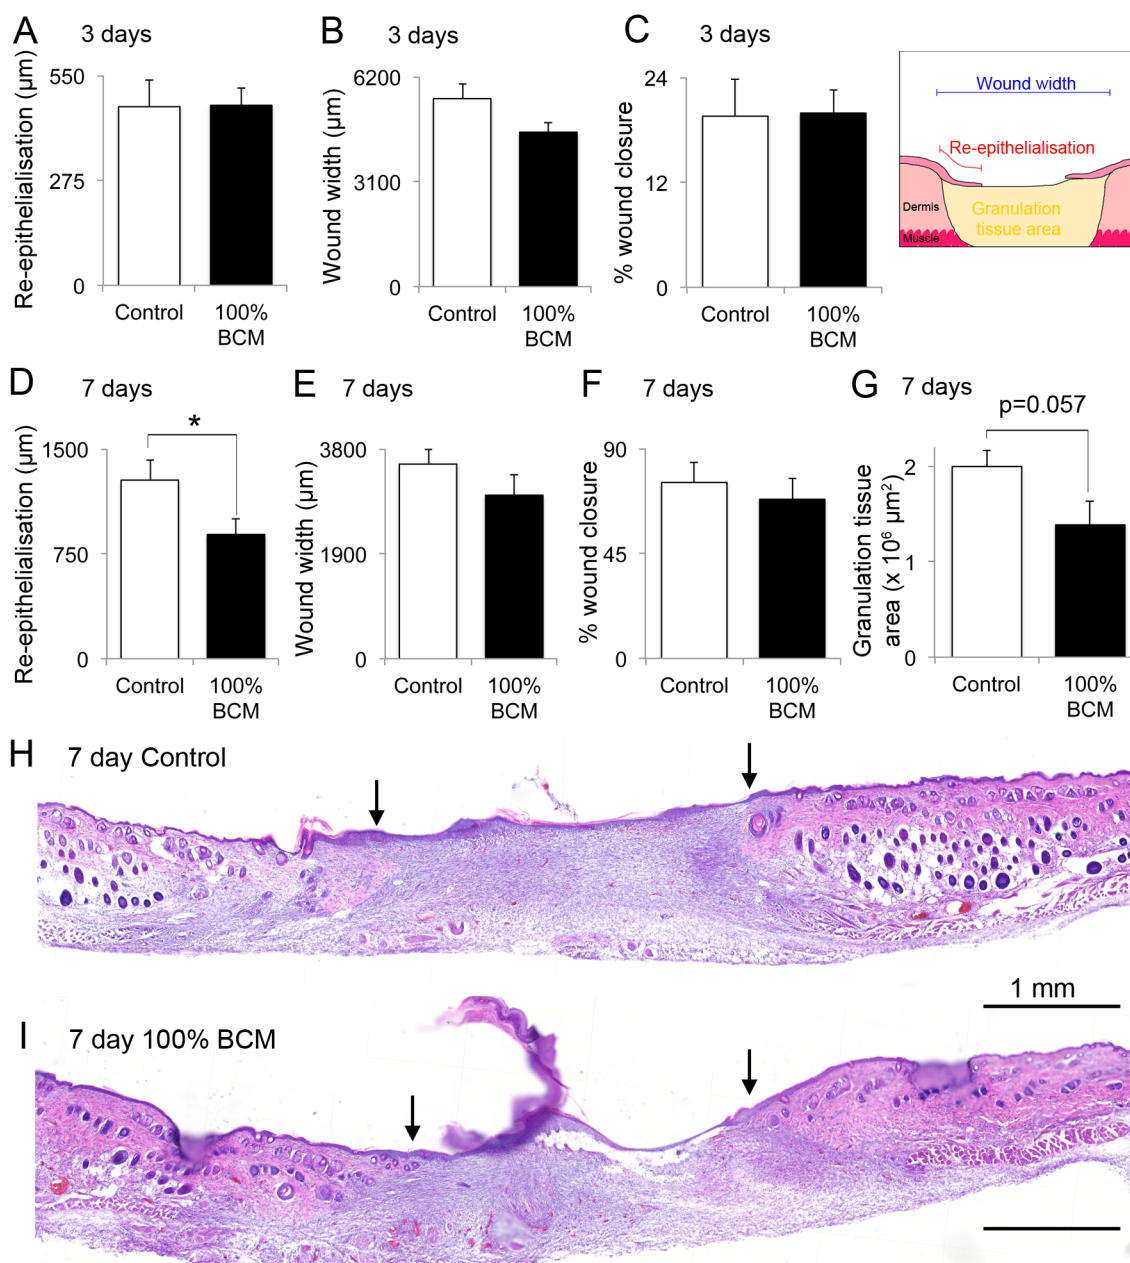 A 3 days
Re-epithelialisation (μm)
550
275
0
Control
100%
BCM
B 3 days
Wound width (μm)
6200
3100
0
Control
100%
BCM
C 3 days
% wound closure
24
12
0
Control
100%
BCM
Wound width
Re-epithelialisation
Dermis
Granulation
tissue area
Muscle
D 7 days
Re-epithelialisation (μm)
*
1500
750
0
Control
100%
BCM
E 7 days
Wound width (μm)
3800
1900
0
Control
100%
BCM
F 7 days
% wound closure
90
45
0
Control
100%
BCM
G 7 days
p=0.057
Granulation tissue
area (x 10⁶ μm²)
2
1
0
Control
100%
BCM
H 7 day Control
1 mm
I 7 day 100% BCM